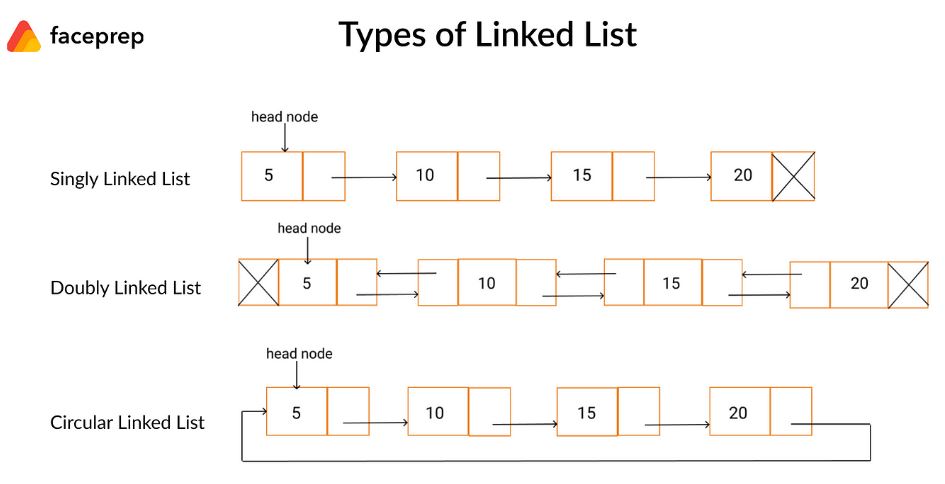 faceprep
Types of Linked List
head node
Singly Linked List
5
10
15
20
head node
Doubly Linked List
5
10
15
20
head node
Circular Linked List
5
10
15
20